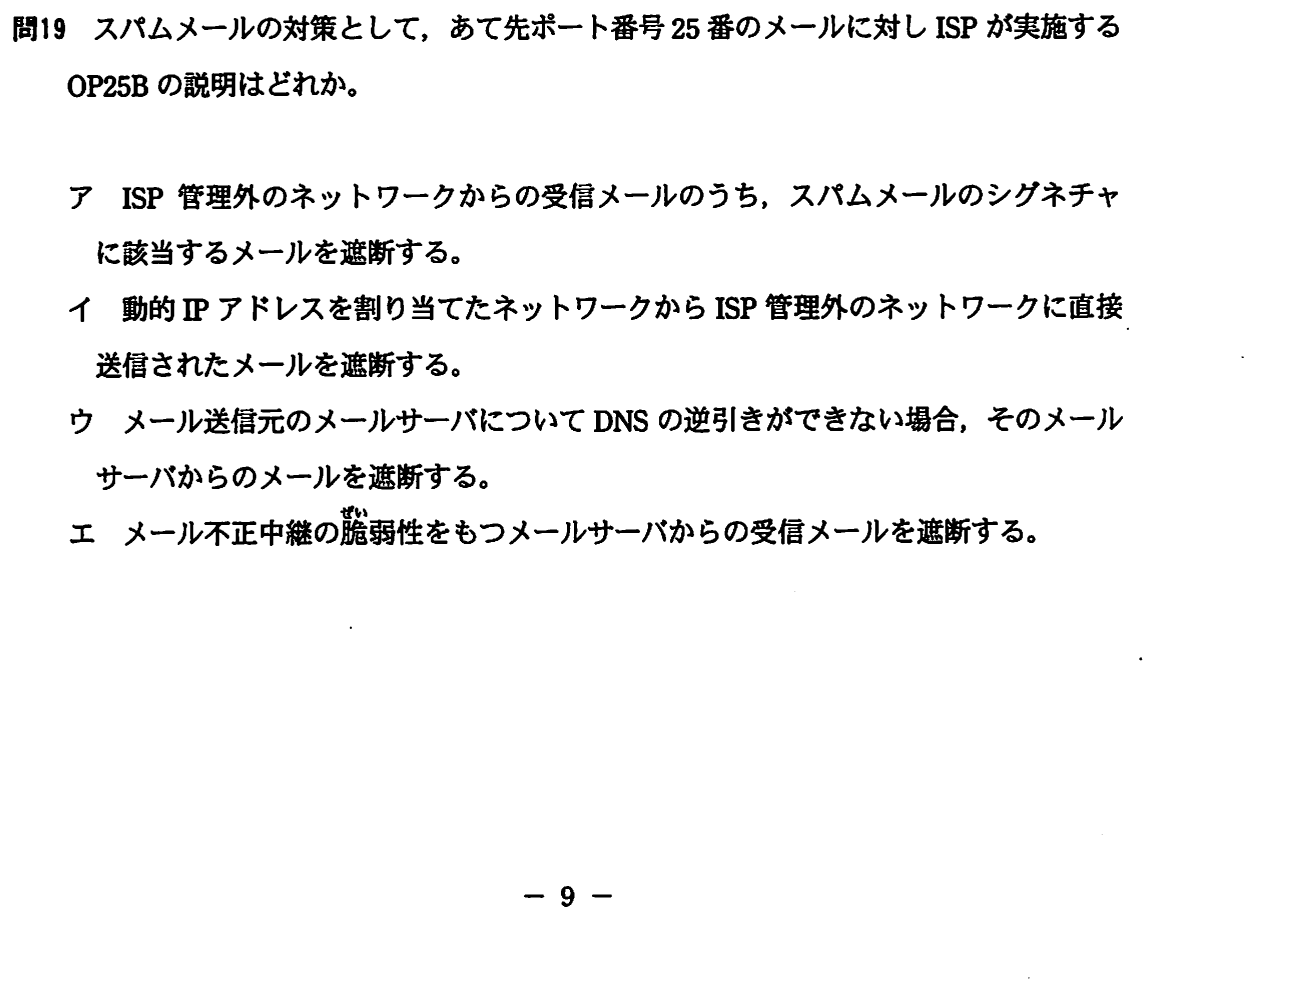 問19 スパムメールの対策として，あて先ポート番号 25 番のメールに対し ISP が実施する
OP25B の説明はどれか。
ア ISP 管理外のネットワークからの受信メールのうち，スパムメールのシグネチャ
に該当するメールを遮断する。
イ 動的 IP アドレスを割り当てたネットワークから ISP 管理外のネットワークに直接
送信されたメールを遮断する。
ウ メール送信元のメールサーバについて DNS の逆引きができない場合，そのメール
サーバからのメールを遮断する。
ぜい
エ メール不正中継の脆弱性をもつメールサーバからの受信メールを遮断する。
－ 9 －